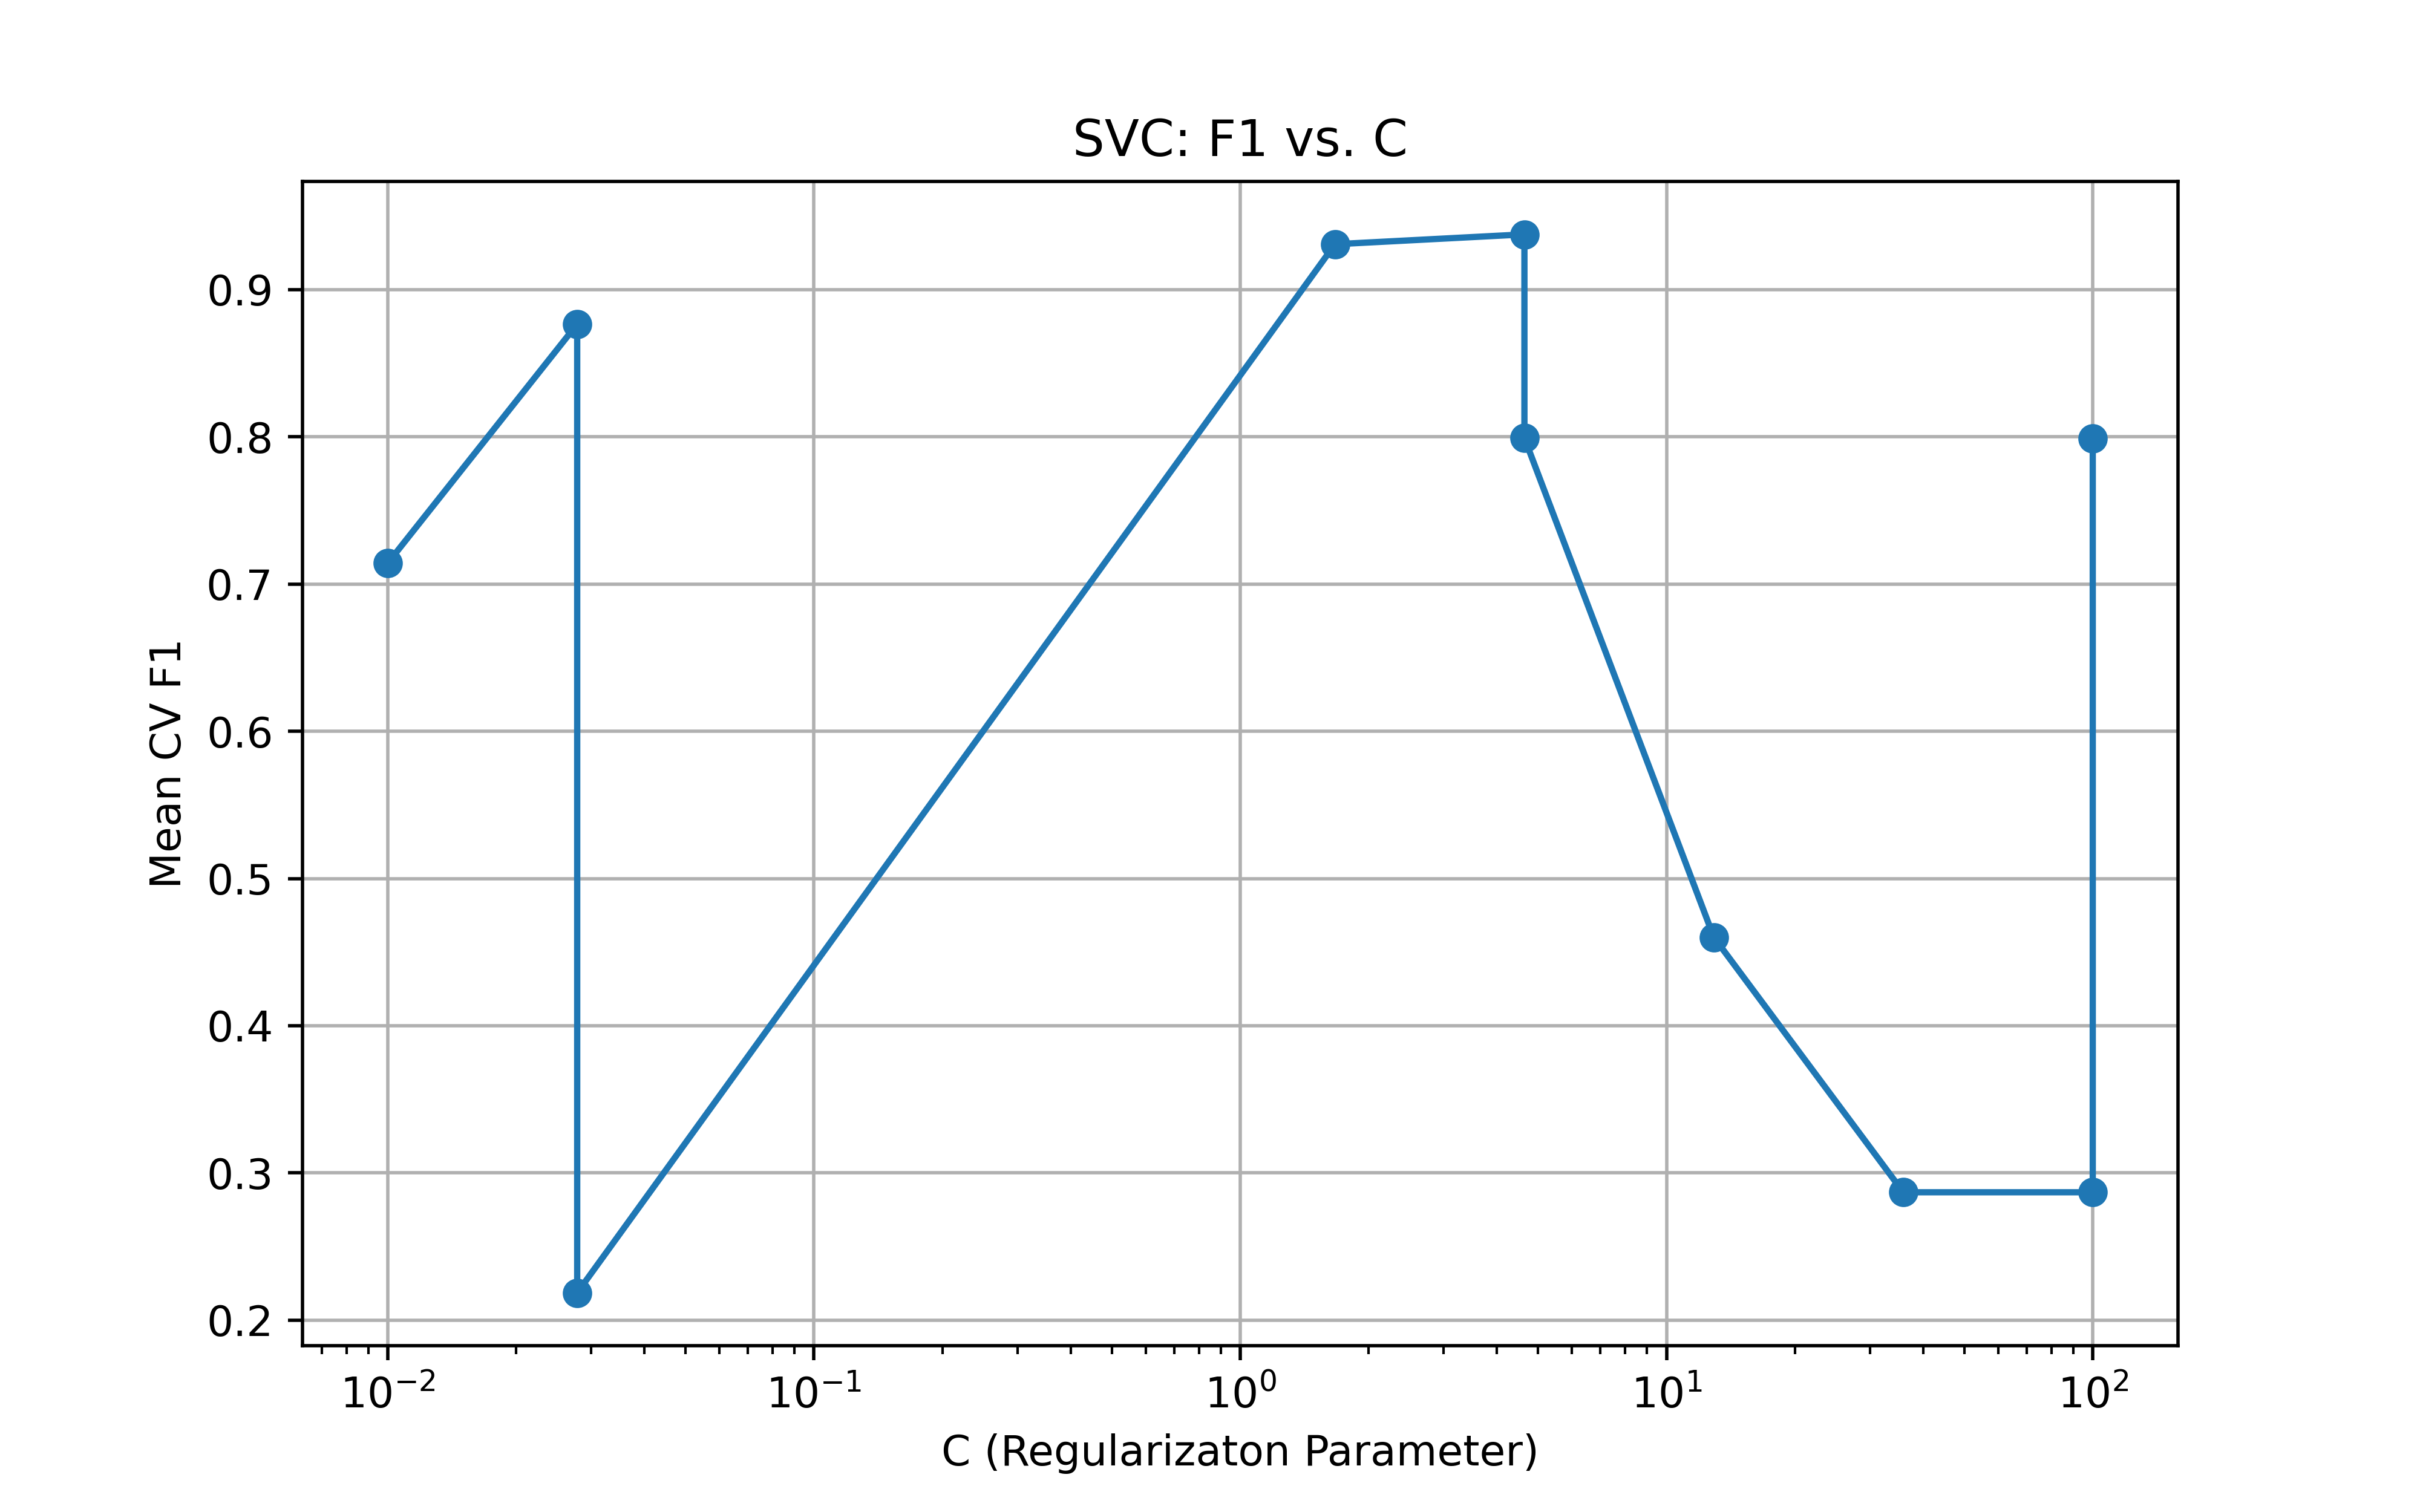 SVC: F1 vs. C
Mean CV F1
0.9
0.8
0.7
0.6
0.5
0.4
0.3
0.2
10⁻² 10⁻¹ 10⁰ 10¹ 10²
C (Regularizaton Parameter)